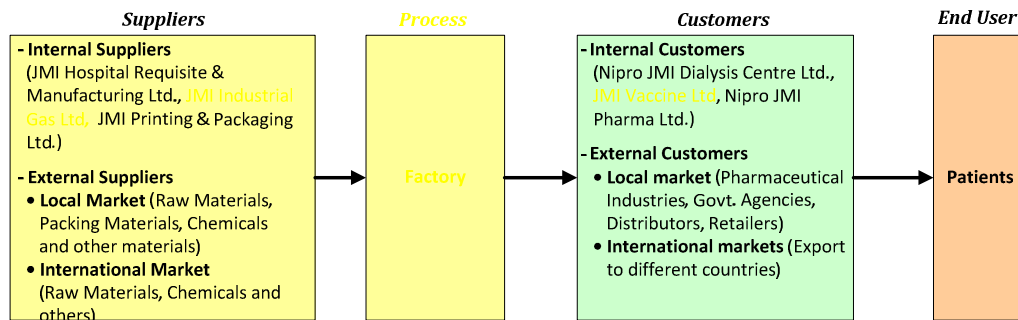 Suppliers
Process
Customers
End User
- Internal Suppliers
(JMI Hospital Requisite &
Manufacturing Ltd., JMI Industrial
Gas Ltd, JMI Printing & Packaging
Ltd.)
- External Suppliers
• Local Market (Raw Materials,
Packing Materials, Chemicals
and other materials)
• International Market
(Raw Materials, Chemicals and
others)
Factory
- Internal Customers
(Nipro JMI Dialysis Centre Ltd.,
JMI Vaccine Ltd, Nipro JMI
Pharma Ltd.)
- External Customers
• Local market (Pharmaceutical
Industries, Govt. Agencies,
Distributors, Retailers)
• International markets (Export
to different countries)
Patients